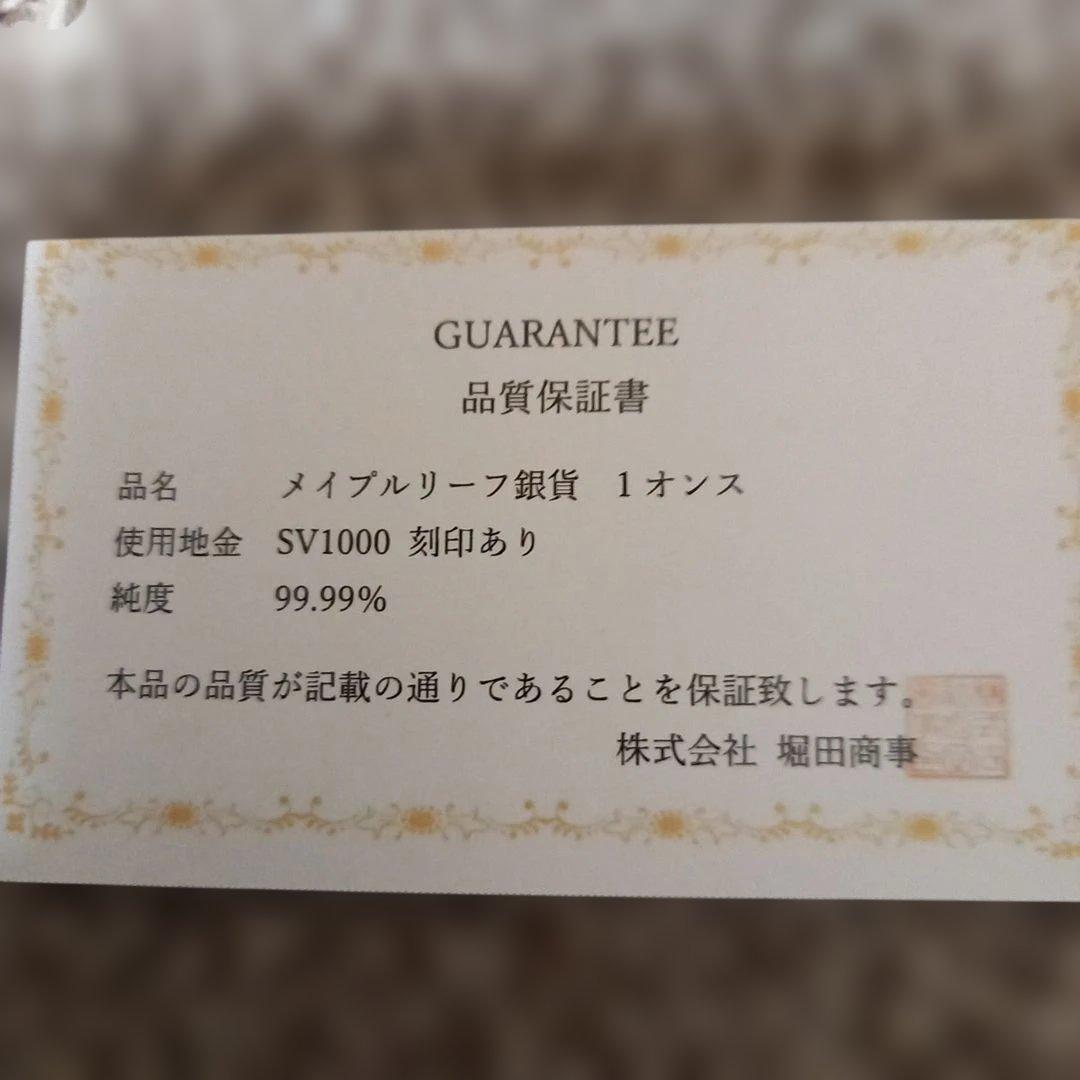 GUARANTEE
品質保証書
品名 メイプルリーフ銀貨 1オンス
使用地金 SV1000 刻印あり
純度 99.99%
本品の品質が記載の通りであることを保証致します。
株式会社 堀田商事